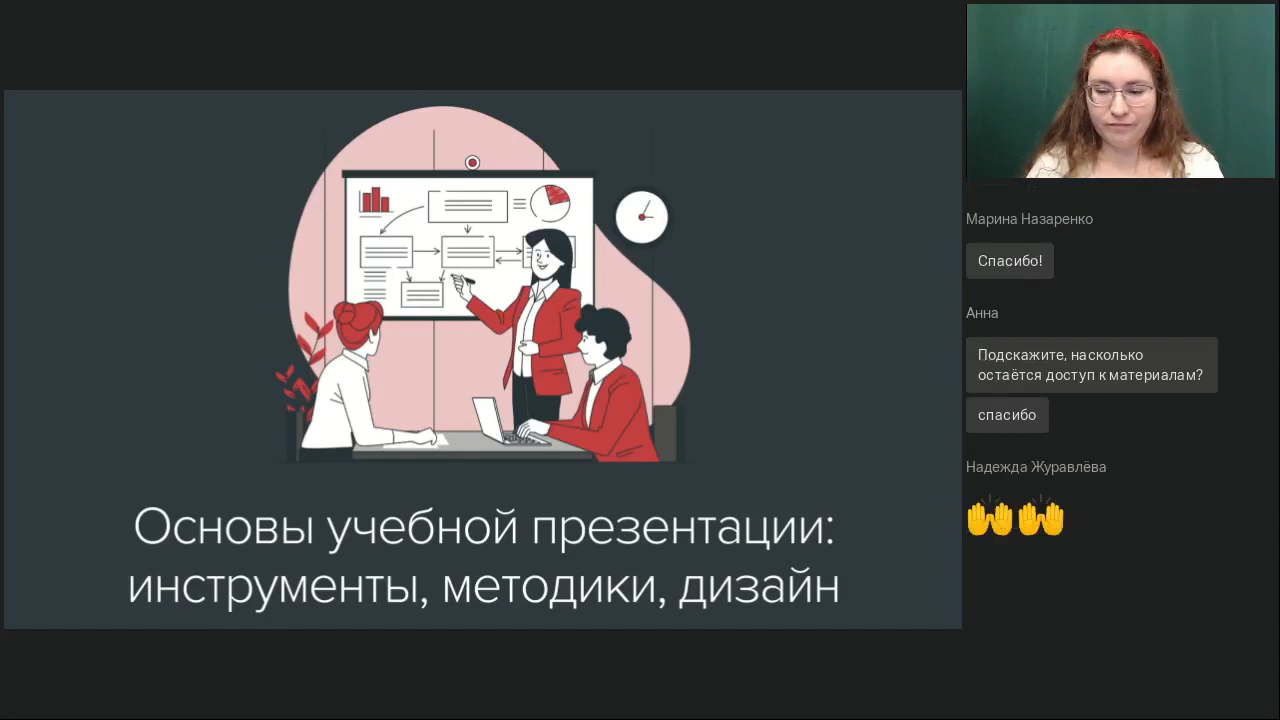 Основы учебной презентации:
инструменты, методики, дизайн
Марина Назаренко
Спасибо!
Анна
Подскажите, насколько
остаётся доступ к материалам?
спасибо
Надежда Журавлёва
🙌🙌